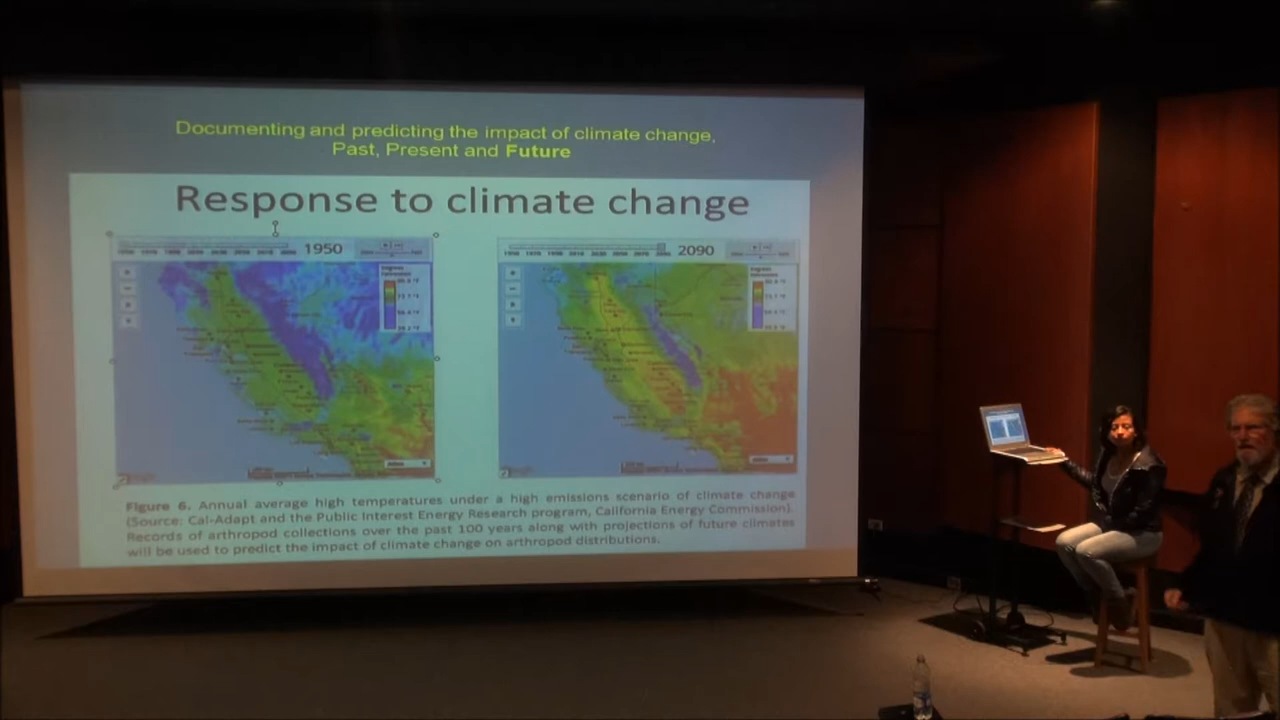 Documenting and predicting the impact of climate change,
Past, Present and Future
Response to climate change
1950
2090
Figure 6. Annual average high temperatures under a high emissions scenario of climate change
(Source: Cal-Adapt and the Public Interest Energy Research program, California Energy Commission).
Records of arthropod collections over the past 100 years along with projections of future climates
will be used to predict the impact of climate change on arthropod distributions.